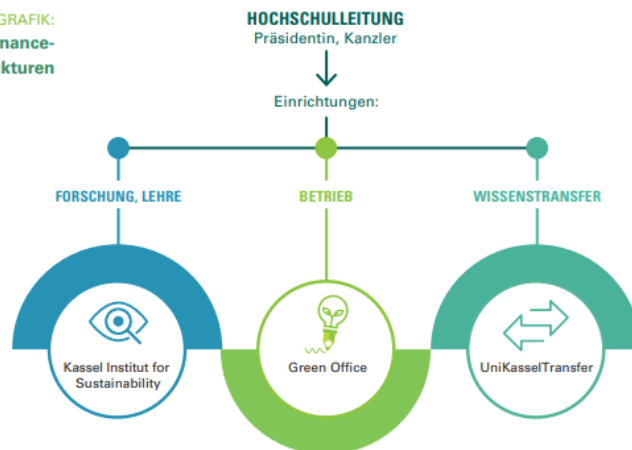 GRAFIK:
nance-
kturen
HOCHSCHULLEITUNG
Präsidentin, Kanzler
Einrichtungen:
FORSCHUNG, LEHRE
BETRIEB
WISSENSTRANSFER
Kassel Institut for
Sustainability
Green Office
UniKasselTransfer